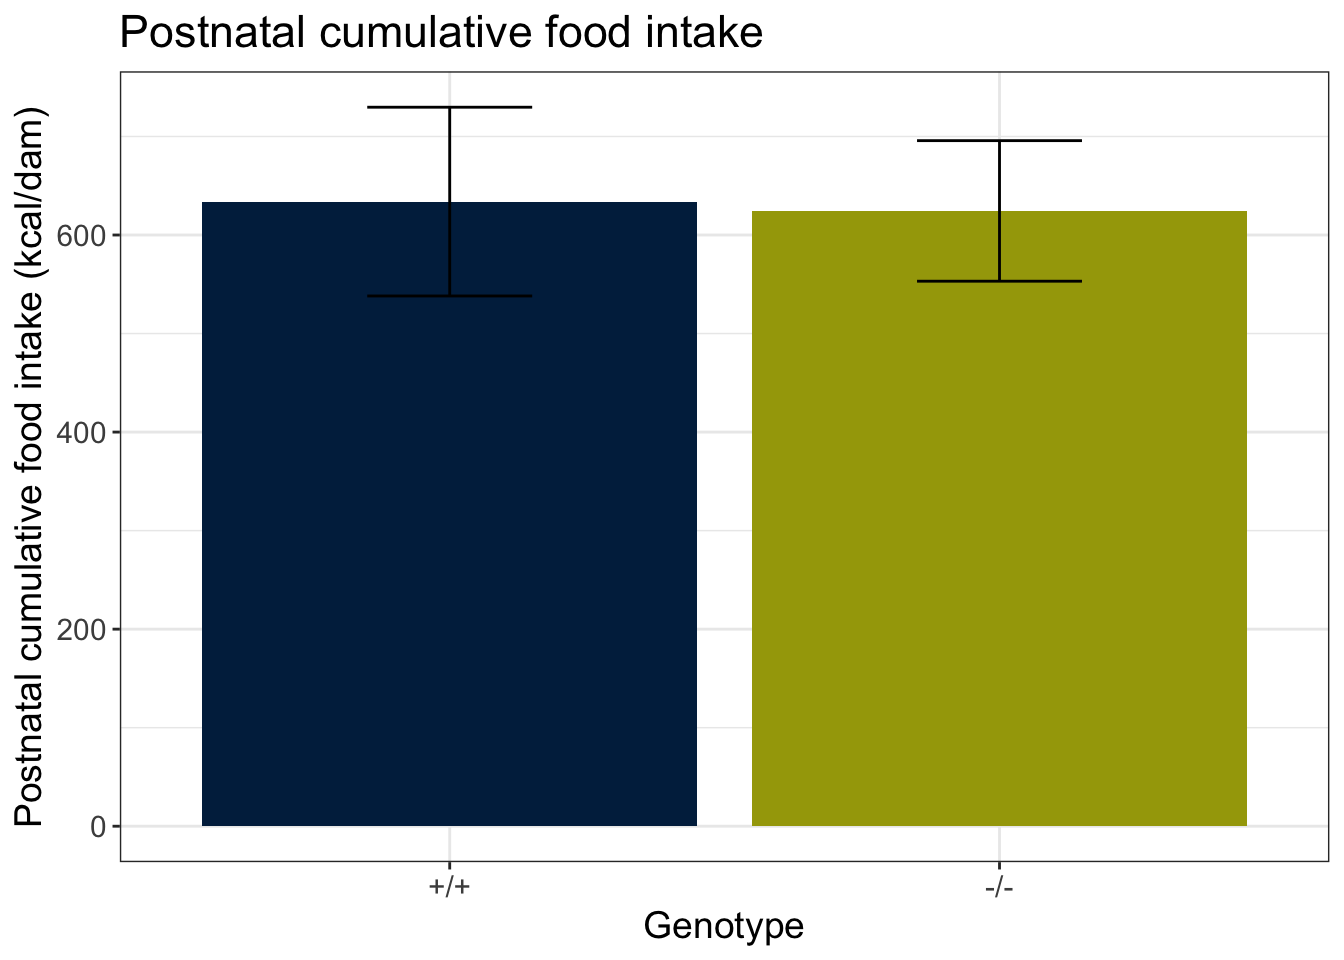 Postnatal cumulative food intake
Postnatal cumulative food intake (kcal/dam)
600
400
200
0
+/+
-/-
Genotype